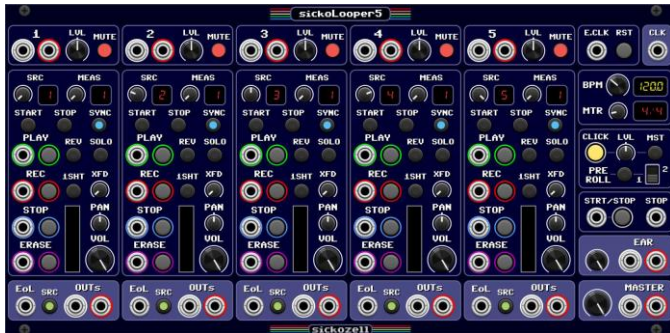 sickoLooper5
1 LVL MUTE 2 LVL MUTE 3 LVL MUTE 4 LVL MUTE 5 LVL MUTE E.CLK RST CLK
SRC MEAS SRC MEAS SRC MEAS SRC MEAS SRC MEAS
1 1 2 1 3 1 4 1 5 1 BPM 120.0
START STOP SYNC START STOP SYNC START STOP SYNC START STOP SYNC START STOP SYNC MTR 4:4
PLAY REV SOLO PLAY REV SOLO PLAY REV SOLO PLAY REV SOLO PLAY REV SOLO CLICK LVL MST
REC 1SHT XFD REC 1SHT XFD REC 1SHT XFD REC 1SHT XFD REC 1SHT XFD PRE ROLL 1 2
STOP PAN STOP PAN STOP PAN STOP PAN STOP PAN STRT/STOP STOP
ERASE VOL ERASE VOL ERASE VOL ERASE VOL ERASE VOL EAR
EoL SRC OUTs EoL SRC OUTs EoL SRC OUTs EoL SRC OUTs EoL SRC OUTs MASTER
sickozell